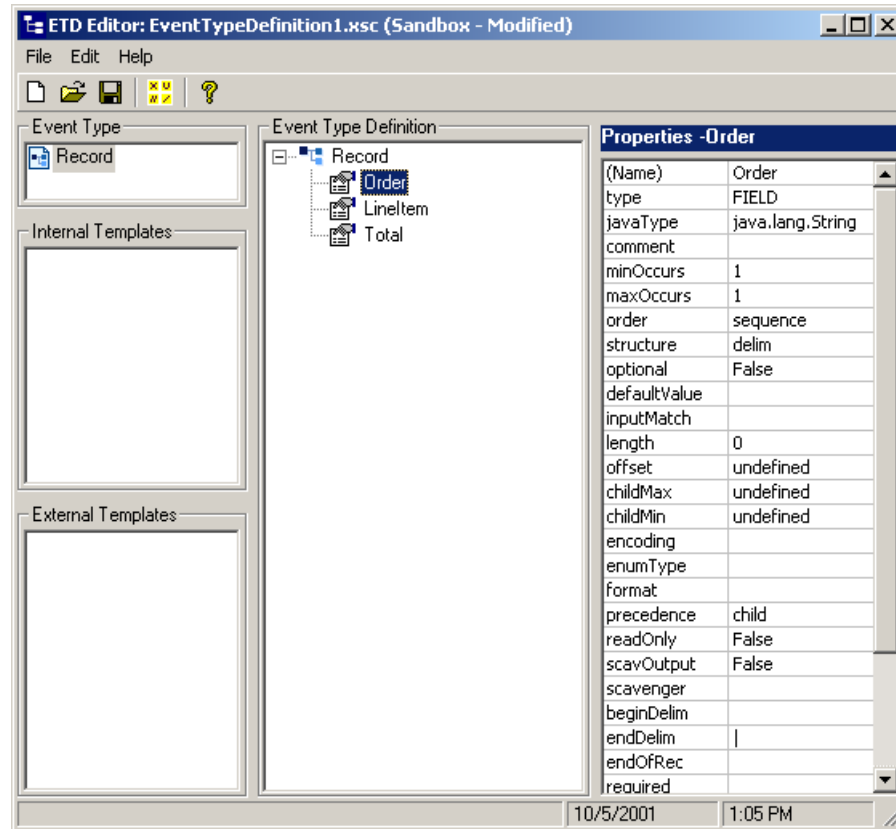 ETD Editor: EventTypeDefinition1.xsc (Sandbox - Modified)
File Edit Help
Event Type
Record
Internal Templates
External Templates
Event Type Definition
Record
Order
LineItem
Total
Properties -Order
(Name) Order
type FIELD
javaType java.lang.String
comment
minOccurs 1
maxOccurs 1
order sequence
structure delim
optional False
defaultValue
inputMatch
length 0
offset undefined
childMax undefined
childMin undefined
encoding
enumType
format
precedence child
readOnly False
scavOutput False
scavenger
beginDelim
endDelim |
endOfRec
required
10/5/2001 1:05 PM